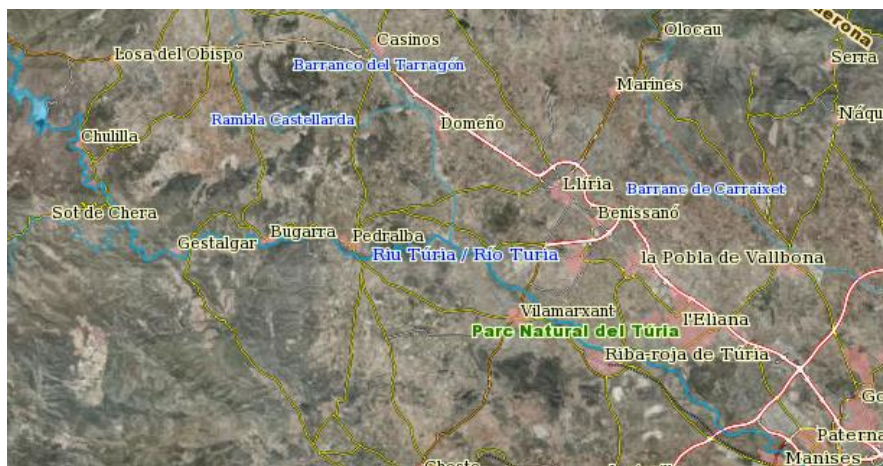 Olocau
Casinos
Losa del Obispo
Serra
Barranco del Tarragón
Marines
Rambla Castellarda
Domeño
Chulilla
Llíria
Barranc de Carraixet
Sot de Chera
Benissanó
Bugarra
Gestalgar
Pedralba
Riu Túria / Río Turia
la Pobla de Vallbona
Vilamarxant
l'Eliana
Parc Natural del Túria
Riba-roja de Túria
Paterna
Manises